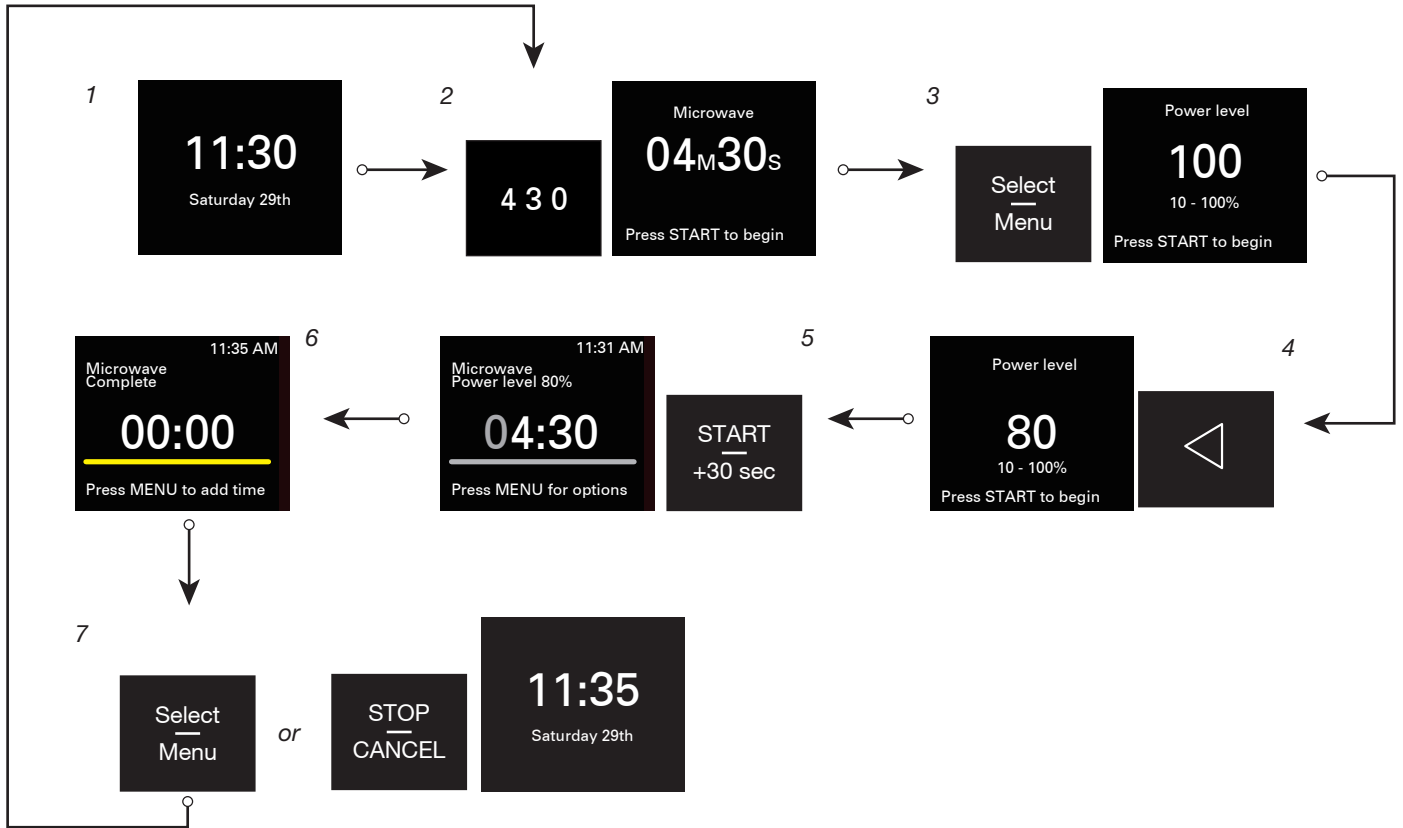 1
11:30
Saturday 29th
2
4 3 0
Microwave
04M30S
Press START to begin
3
Select
Menu
Power level
100
10 - 100%
Press START to begin
4
Power level
80
10 - 100%
Press START to begin
5
11:31 AM
Microwave
Power level 80%
04:30
Press MENU for options
START
+30 sec
6
11:35 AM
Microwave
Complete
00:00
Press MENU to add time
7
Select
Menu
or
STOP
CANCEL
11:35
Saturday 29th